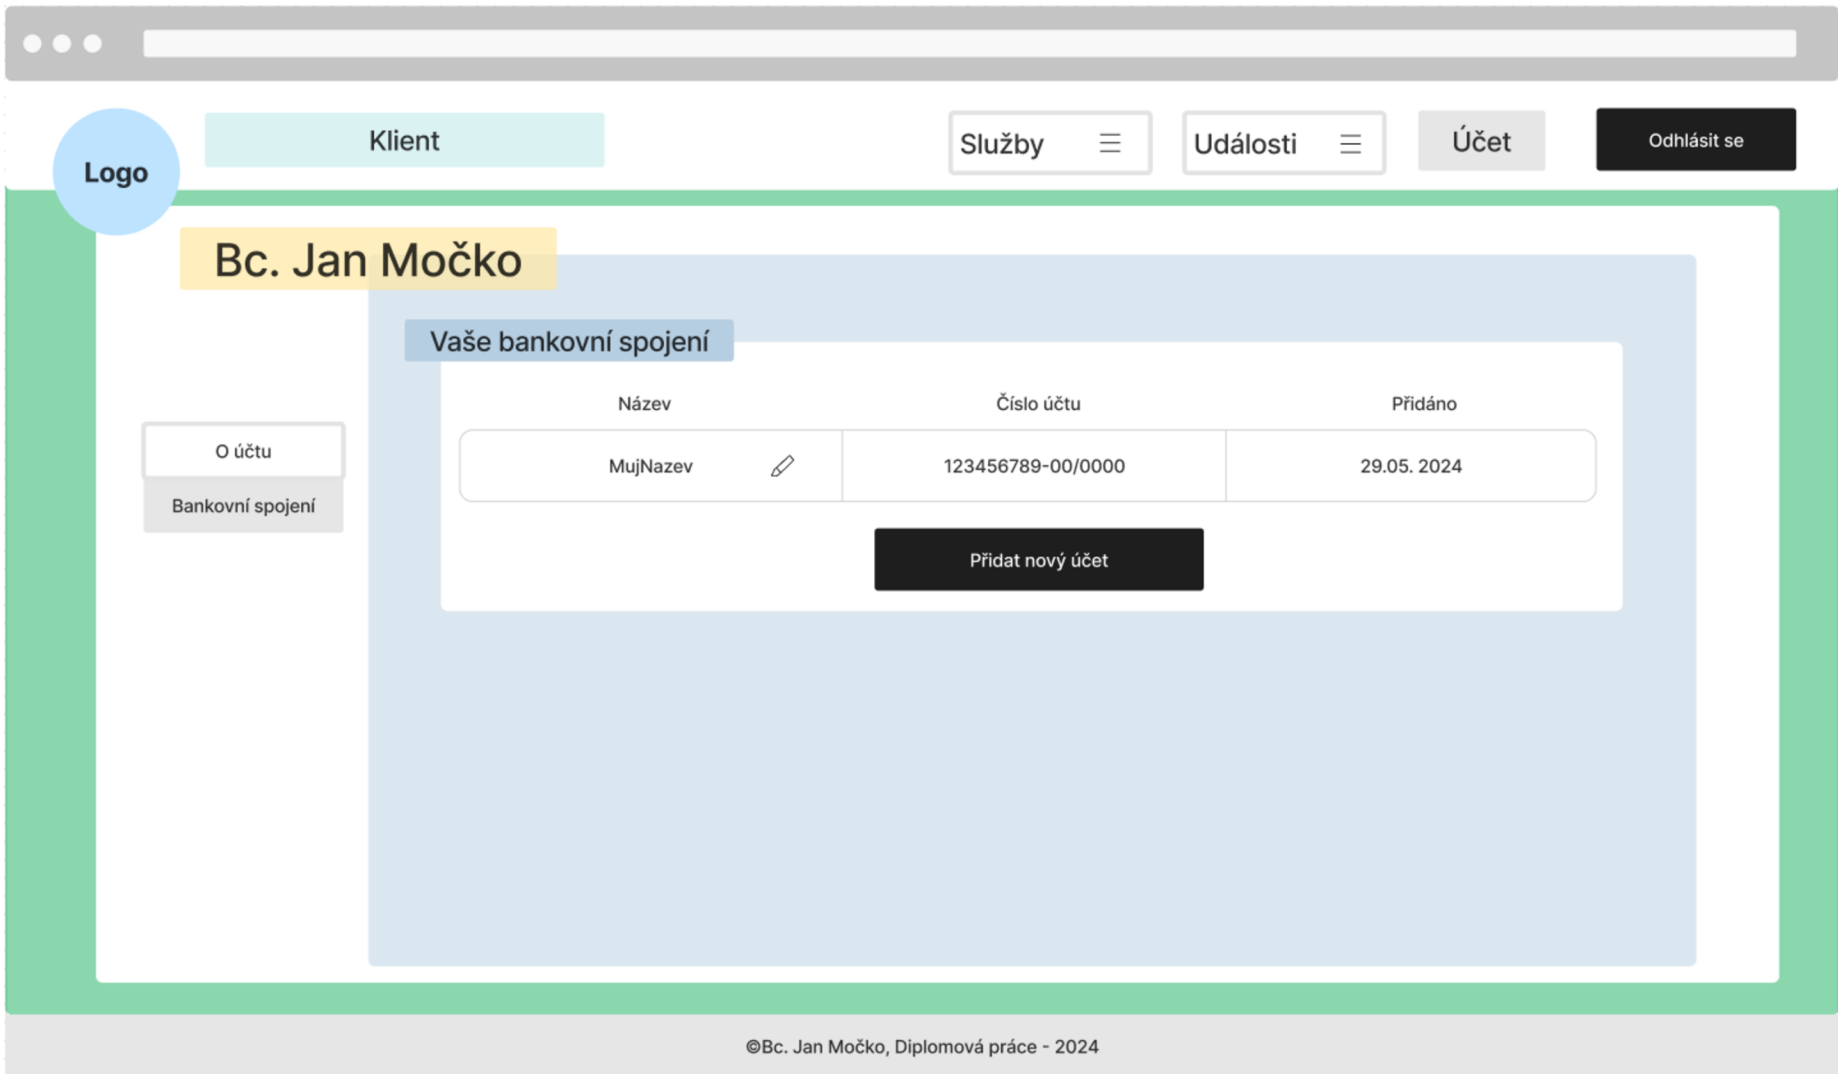 Logo
Klient
Služby
Události
Účet
Odhlásit se
Bc. Jan Močko
Vaše bankovní spojení
Název Číslo účtu Přidáno
MujNazev 123456789-00/0000 29.05. 2024
Přidat nový účet
O účtu
Bankovní spojení
©Bc. Jan Močko, Diplomová práce - 2024